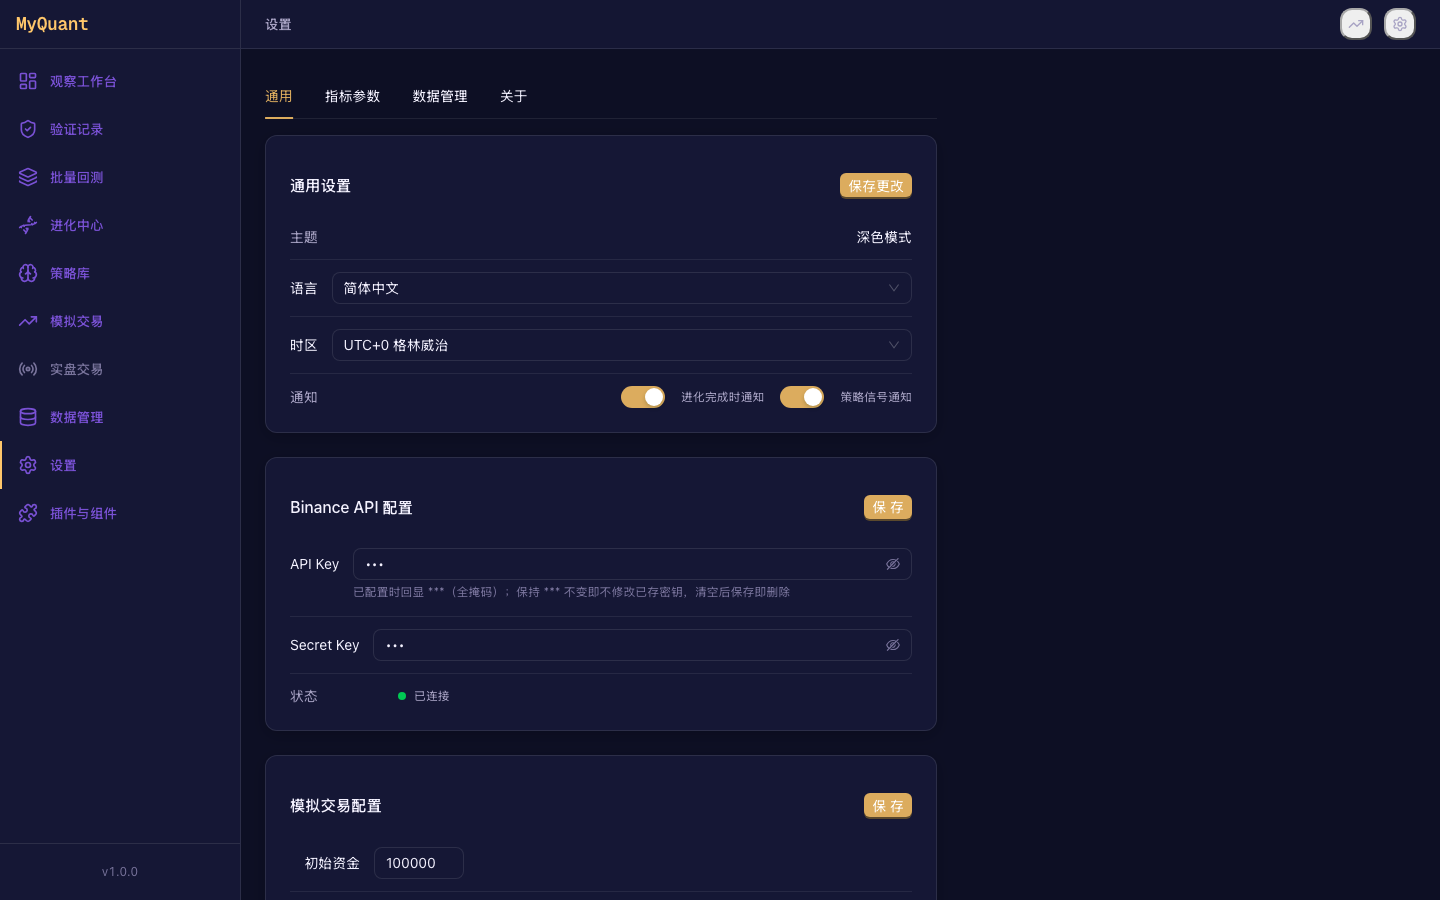 MyQuant
设置
观察工作台
验证记录
批量回测
进化中心
策略库
模拟交易
实盘交易
数据管理
设置
插件与组件
v1.0.0
通用 指标参数 数据管理 关于
通用设置 保存更改
主题 深色模式
语言 简体中文
时区 UTC+0 格林威治
通知 进化完成时通知 策略信号通知
Binance API 配置 保 存
API Key •••
已配置时回显 ***（全掩码）；保持 *** 不变即不修改已存密钥，清空后保存即删除
Secret Key •••
状态 已连接
模拟交易配置 保 存
初始资金 100000